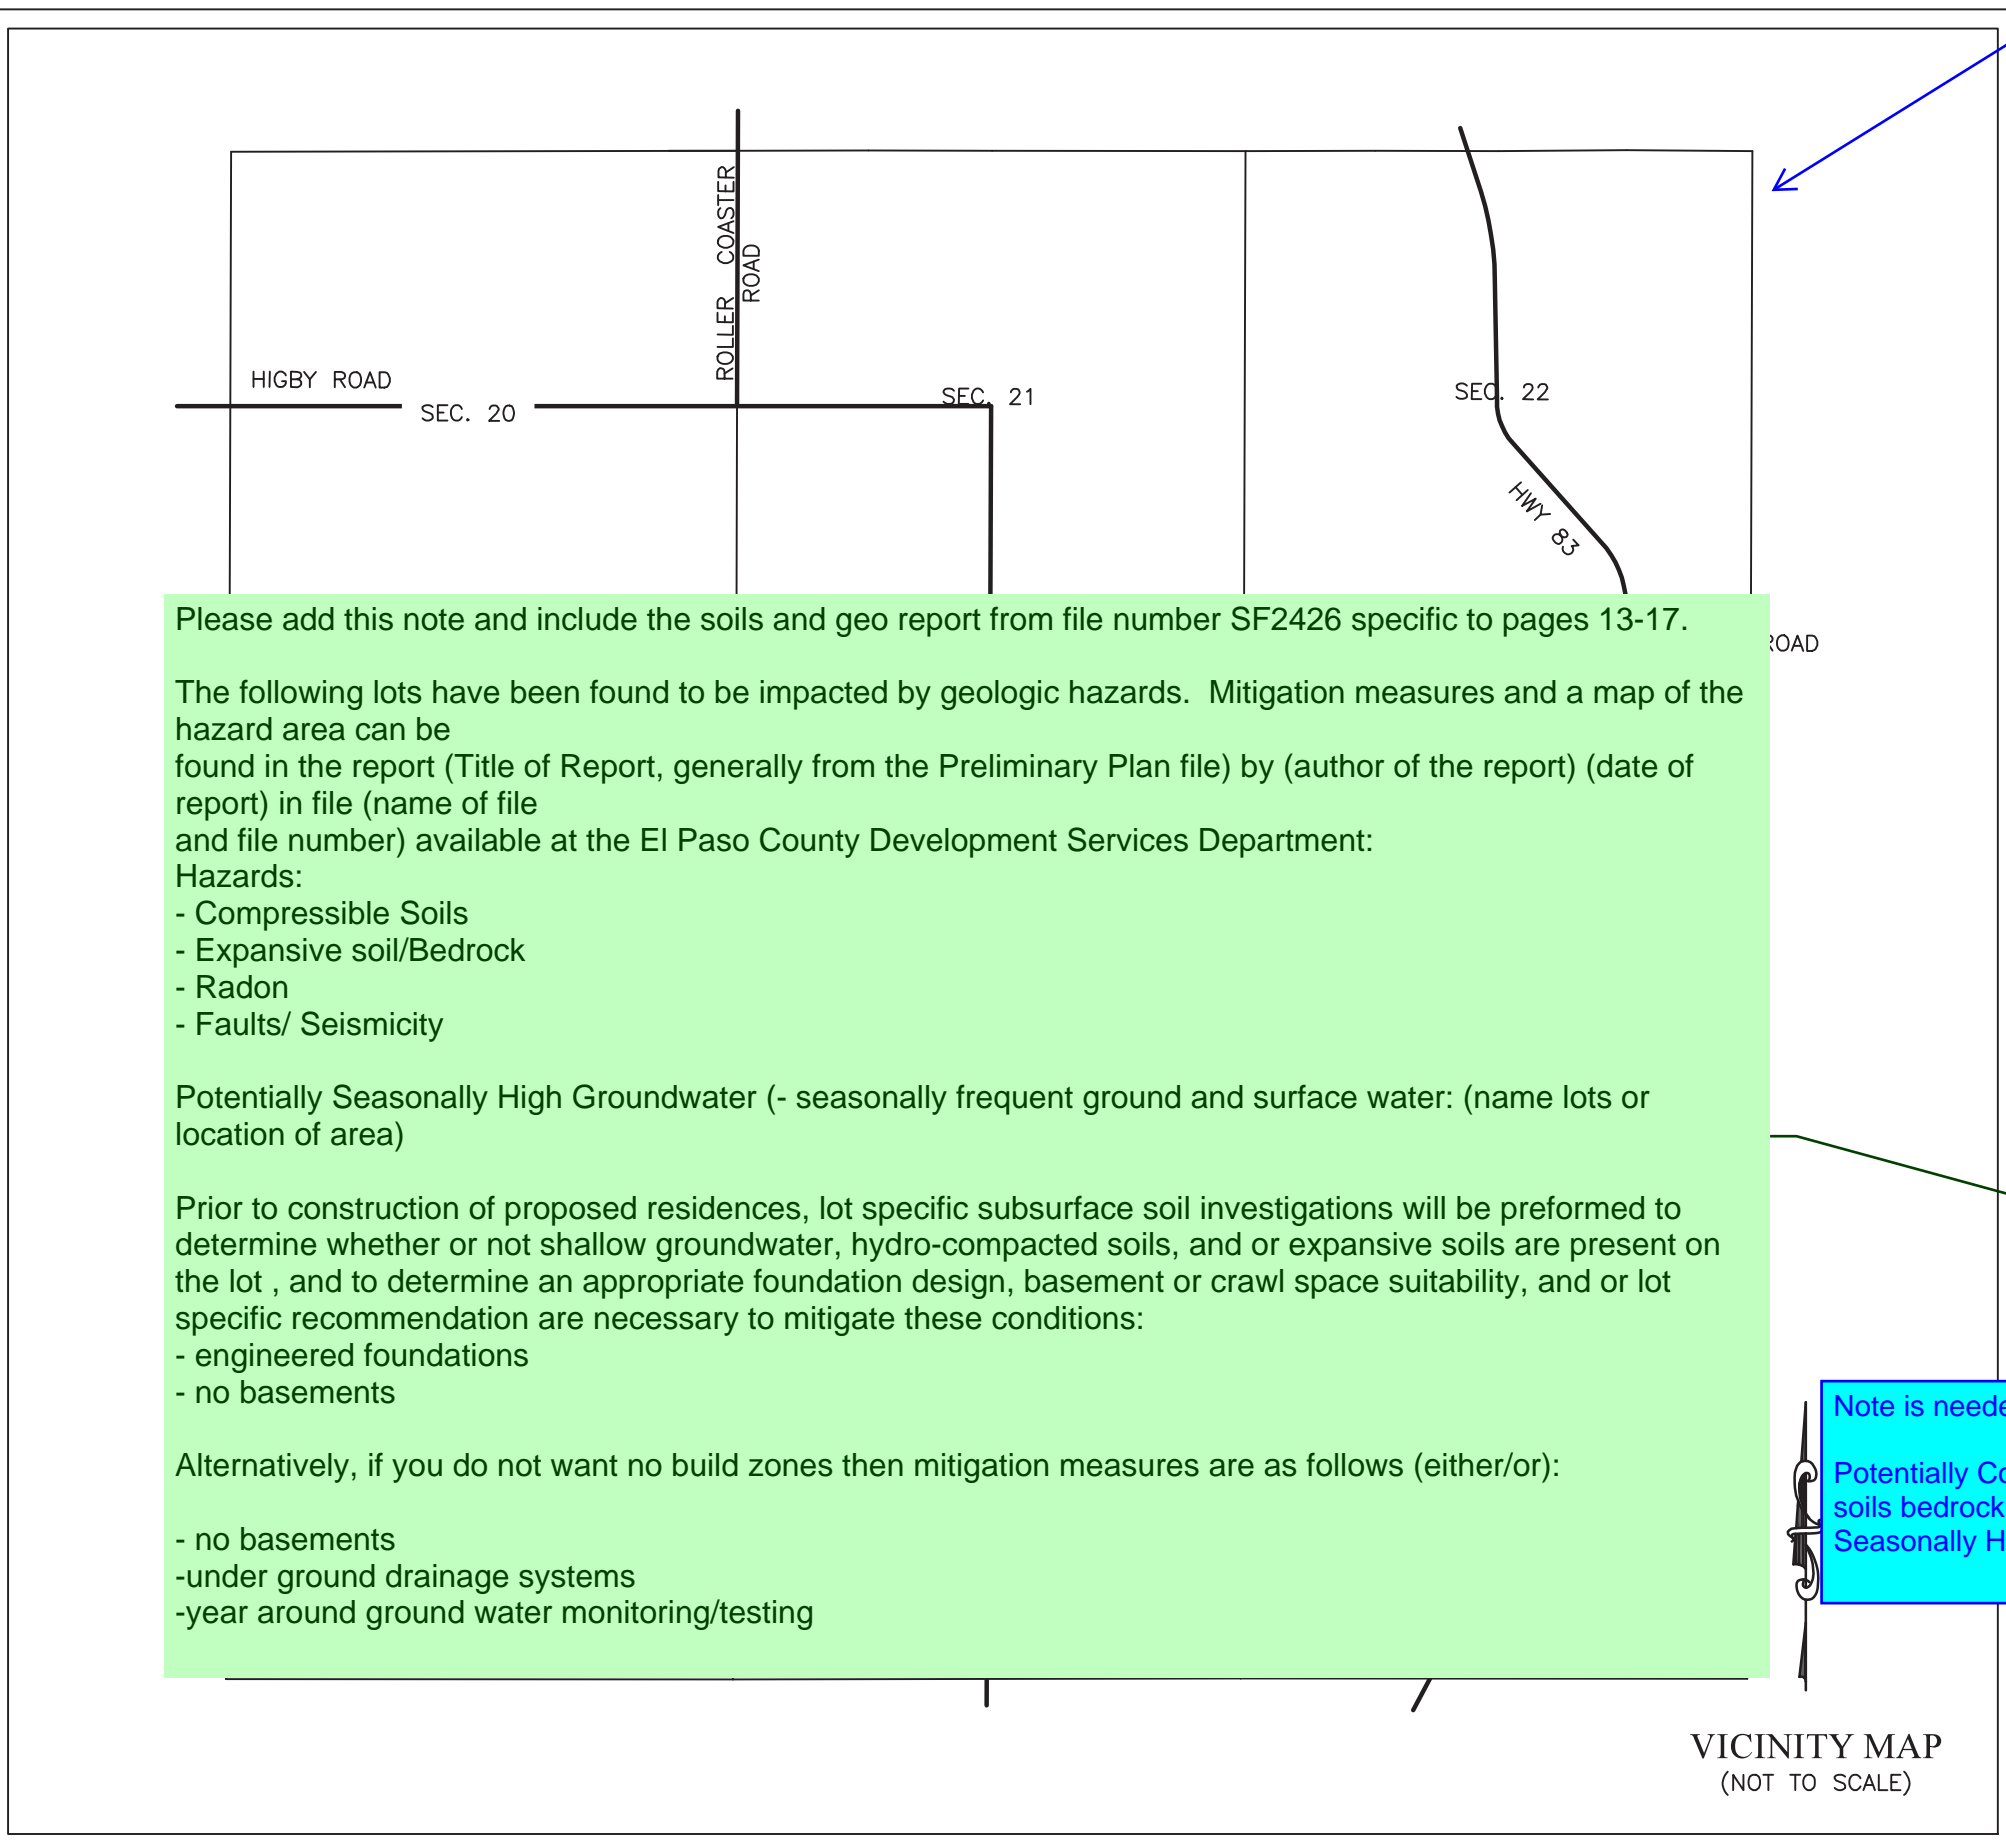 ROLLER COASTER
ROAD
HIGBY ROAD
SEC. 20
SEC. 21
SEC. 22
HWY 83
Please add this note and include the soils and geo report from file number SF2426 specific to pages 13-17.
ROAD
The following lots have been found to be impacted by geologic hazards.  Mitigation measures and a map of the
hazard area can be
found in the report (Title of Report, generally from the Preliminary Plan file) by (author of the report) (date of
report) in file (name of file
and file number) available at the El Paso County Development Services Department:
Hazards:
- Compressible Soils
- Expansive soil/Bedrock
- Radon
- Faults/ Seismicity
Potentially Seasonally High Groundwater (- seasonally frequent ground and surface water: (name lots or
location of area)
Prior to construction of proposed residences, lot specific subsurface soil investigations will be preformed to
determine whether or not shallow groundwater, hydro-compacted soils, and or expansive soils are present on
the lot , and to determine an appropriate foundation design, basement or crawl space suitability, and or lot
specific recommendation are necessary to mitigate these conditions:
- engineered foundations
- no basements
Alternatively, if you do not want no build zones then mitigation measures are as follows (either/or):
- no basements
-under ground drainage systems
-year around ground water monitoring/testing
Note is
Potentially
soils bedrock
Seasonally
VICINITY MAP
(NOT TO SCALE)